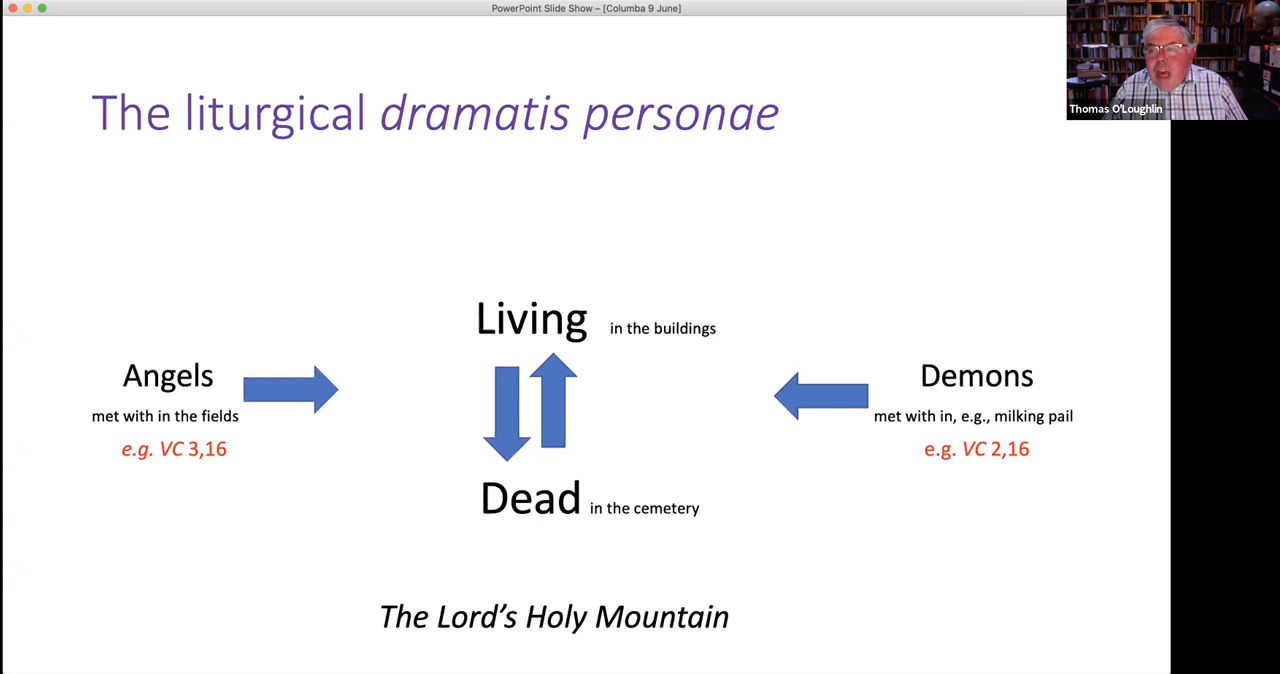 PowerPoint Slide Show – [Columba 9 June]
Thomas O'Loughlin
The liturgical dramatis personae
Living in the buildings
Angels
met with in the fields
e.g. VC 3,16
Demons
met with in, e.g., milking pail
e.g. VC 2,16
Dead in the cemetery
The Lord's Holy Mountain